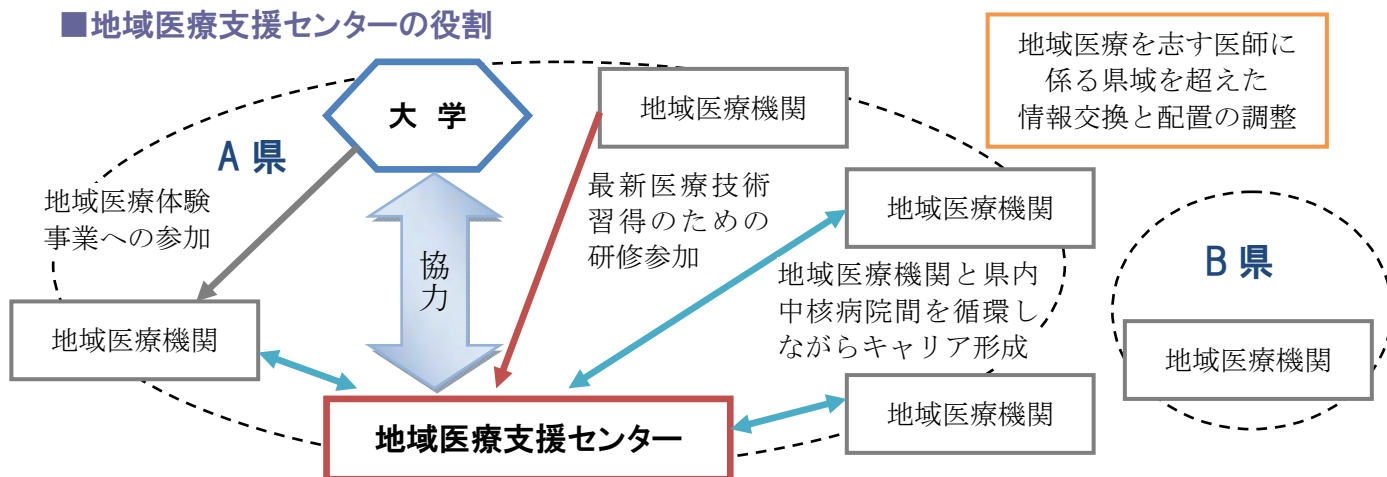 ■地域医療支援センターの役割
地域医療を志す医師に
係る県域を超えた
情報交換と配置の調整
大 学
地域医療機関
A 県
地域医療体験
事業への参加
最新医療技術
習得のための
研修参加
地域医療機関
協
力
地域医療機関と県内
中核病院間を循環し
ながらキャリア形成
B 県
地域医療機関
地域医療機関
地域医療機関
地域医療支援センター